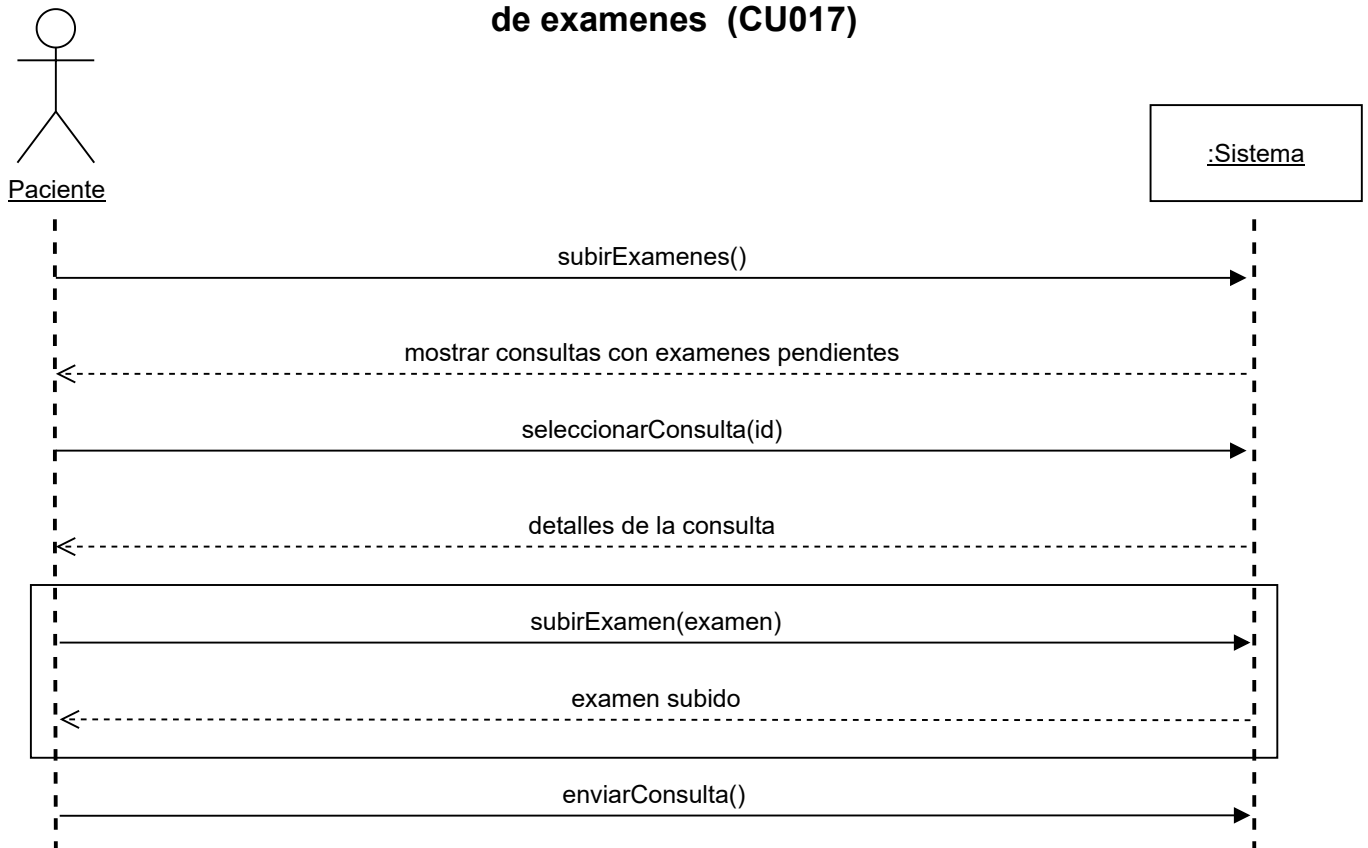 de examenes (CU017)
:Sistema
Paciente
subirExamenes()
mostrar consultas con examenes pendientes
seleccionarConsulta(id)
detalles de la consulta
subirExamen(examen)
examen subido
enviarConsulta()